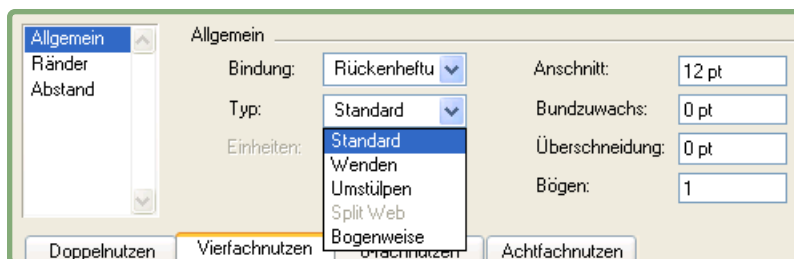 Allgemein
Ränder
Abstand
Allgemein
Bindung: Rückenheftu
Typ: Standard
Einheiten:
Standard
Wenden
Umstülpen
Split Web
Bogenweise
Anschnitt: 12 pt
Bundzuwachs: 0 pt
Überschneidung: 0 pt
Bögen: 1
Doppelnutzen Vierfachnutzen Achtfachnutzen